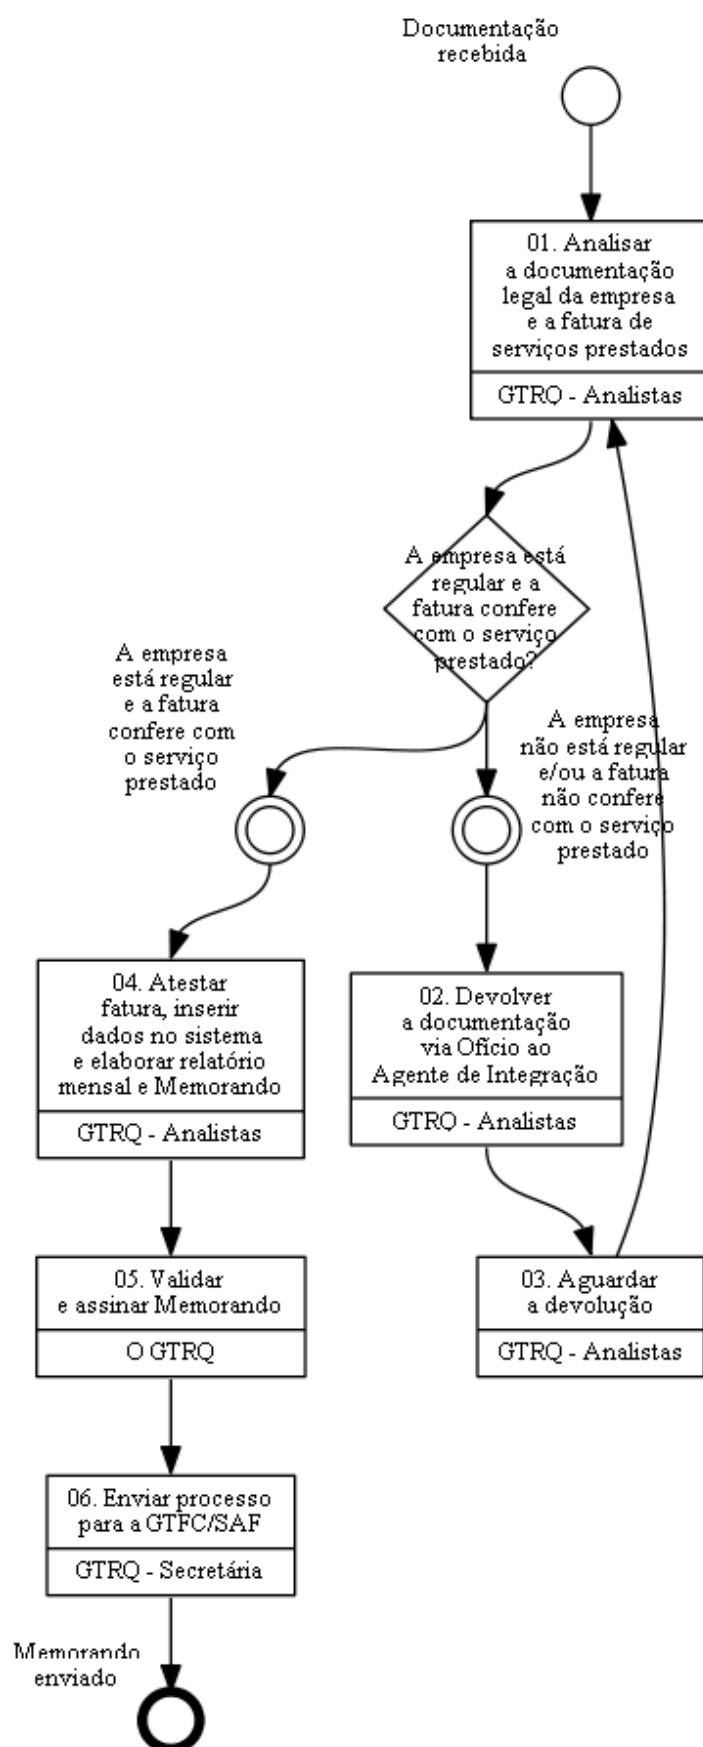 Documentação
recebida
01. Analisar
a documentação
legal da empresa
e a fatura de
serviços prestados
GTRQ - Analistas
A empresa está
regular e a
fatura confere
com o serviço
prestado?
A empresa
está regular
e a fatura
confere com
o serviço
prestado
A empresa
não está regular
e/ou a fatura
não confere
com o serviço
prestado
04. Atestar
fatura, inserir
dados no sistema
e elaborar relatório
mensal e Memorando
GTRQ - Analistas
02. Devolver
a documentação
via Ofício ao
Agente de Integração
GTRQ - Analistas
05. Validar
e assinar Memorando
O GTRQ
03. Aguardar
a devolução
GTRQ - Analistas
06. Enviar processo
para a GTFC/SAF
GTRQ - Secretária
Memorando
enviado